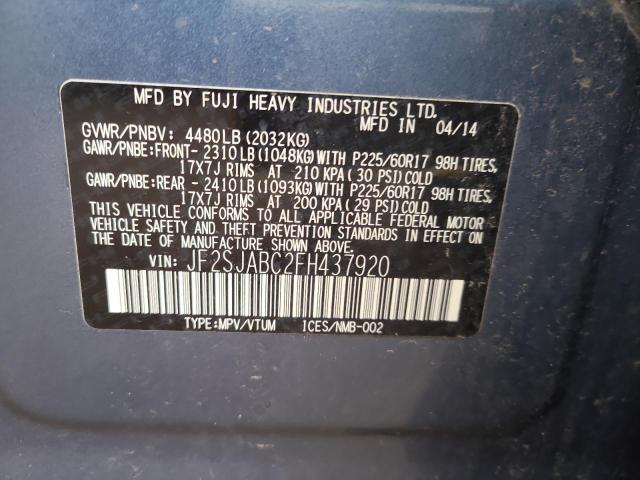 MFD BY FUJI HEAVY INDUSTRIES LTD.
MFD IN 04/14
GVWR/PNBV: 4480LB(2032KG)
GAWR/PNBE:FRONT- 2310LB(1048KG)WITH P225/60R17 98H TIRES,
17X7J RIMS AT 210 KPA(30 PSI)COLD
GAWR/PNBE:REAR - 2410LB(1093KG)WITH P225/60R17 98H TIRES,
17X7J RIMS AT 200 KPA(29 PSI)COLD
THIS VEHICLE CONFORMS TO ALL APPLICABLE FEDERAL MOTOR
VEHICLE SAFETY AND THEFT PREVENTION STANDARDS IN EFFECT
ON THE DATE OF MANUFACTURE SHOWN ABOVE.
VIN: JF2SJABC2FH437920
TYPE:MPV/VTUM ICES/NMB-002